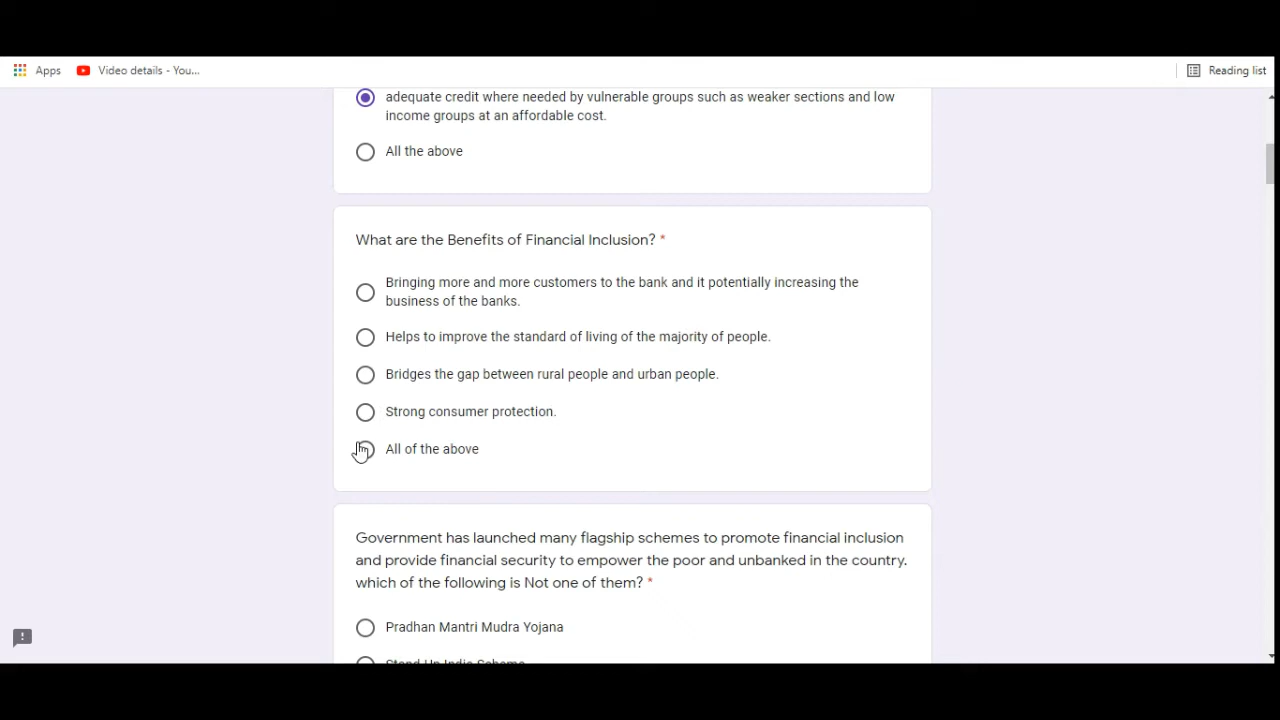 Apps
Video details - You...
Reading list
adequate credit where needed by vulnerable groups such as weaker sections and low
income groups at an affordable cost.
All the above
What are the Benefits of Financial Inclusion? *
Bringing more and more customers to the bank and it potentially increasing the
business of the banks.
Helps to improve the standard of living of the majority of people.
Bridges the gap between rural people and urban people.
Strong consumer protection.
All of the above
Government has launched many flagship schemes to promote financial inclusion
and provide financial security to empower the poor and unbanked in the country.
which of the following is Not one of them? *
Pradhan Mantri Mudra Yojana
Stand Up India Scheme